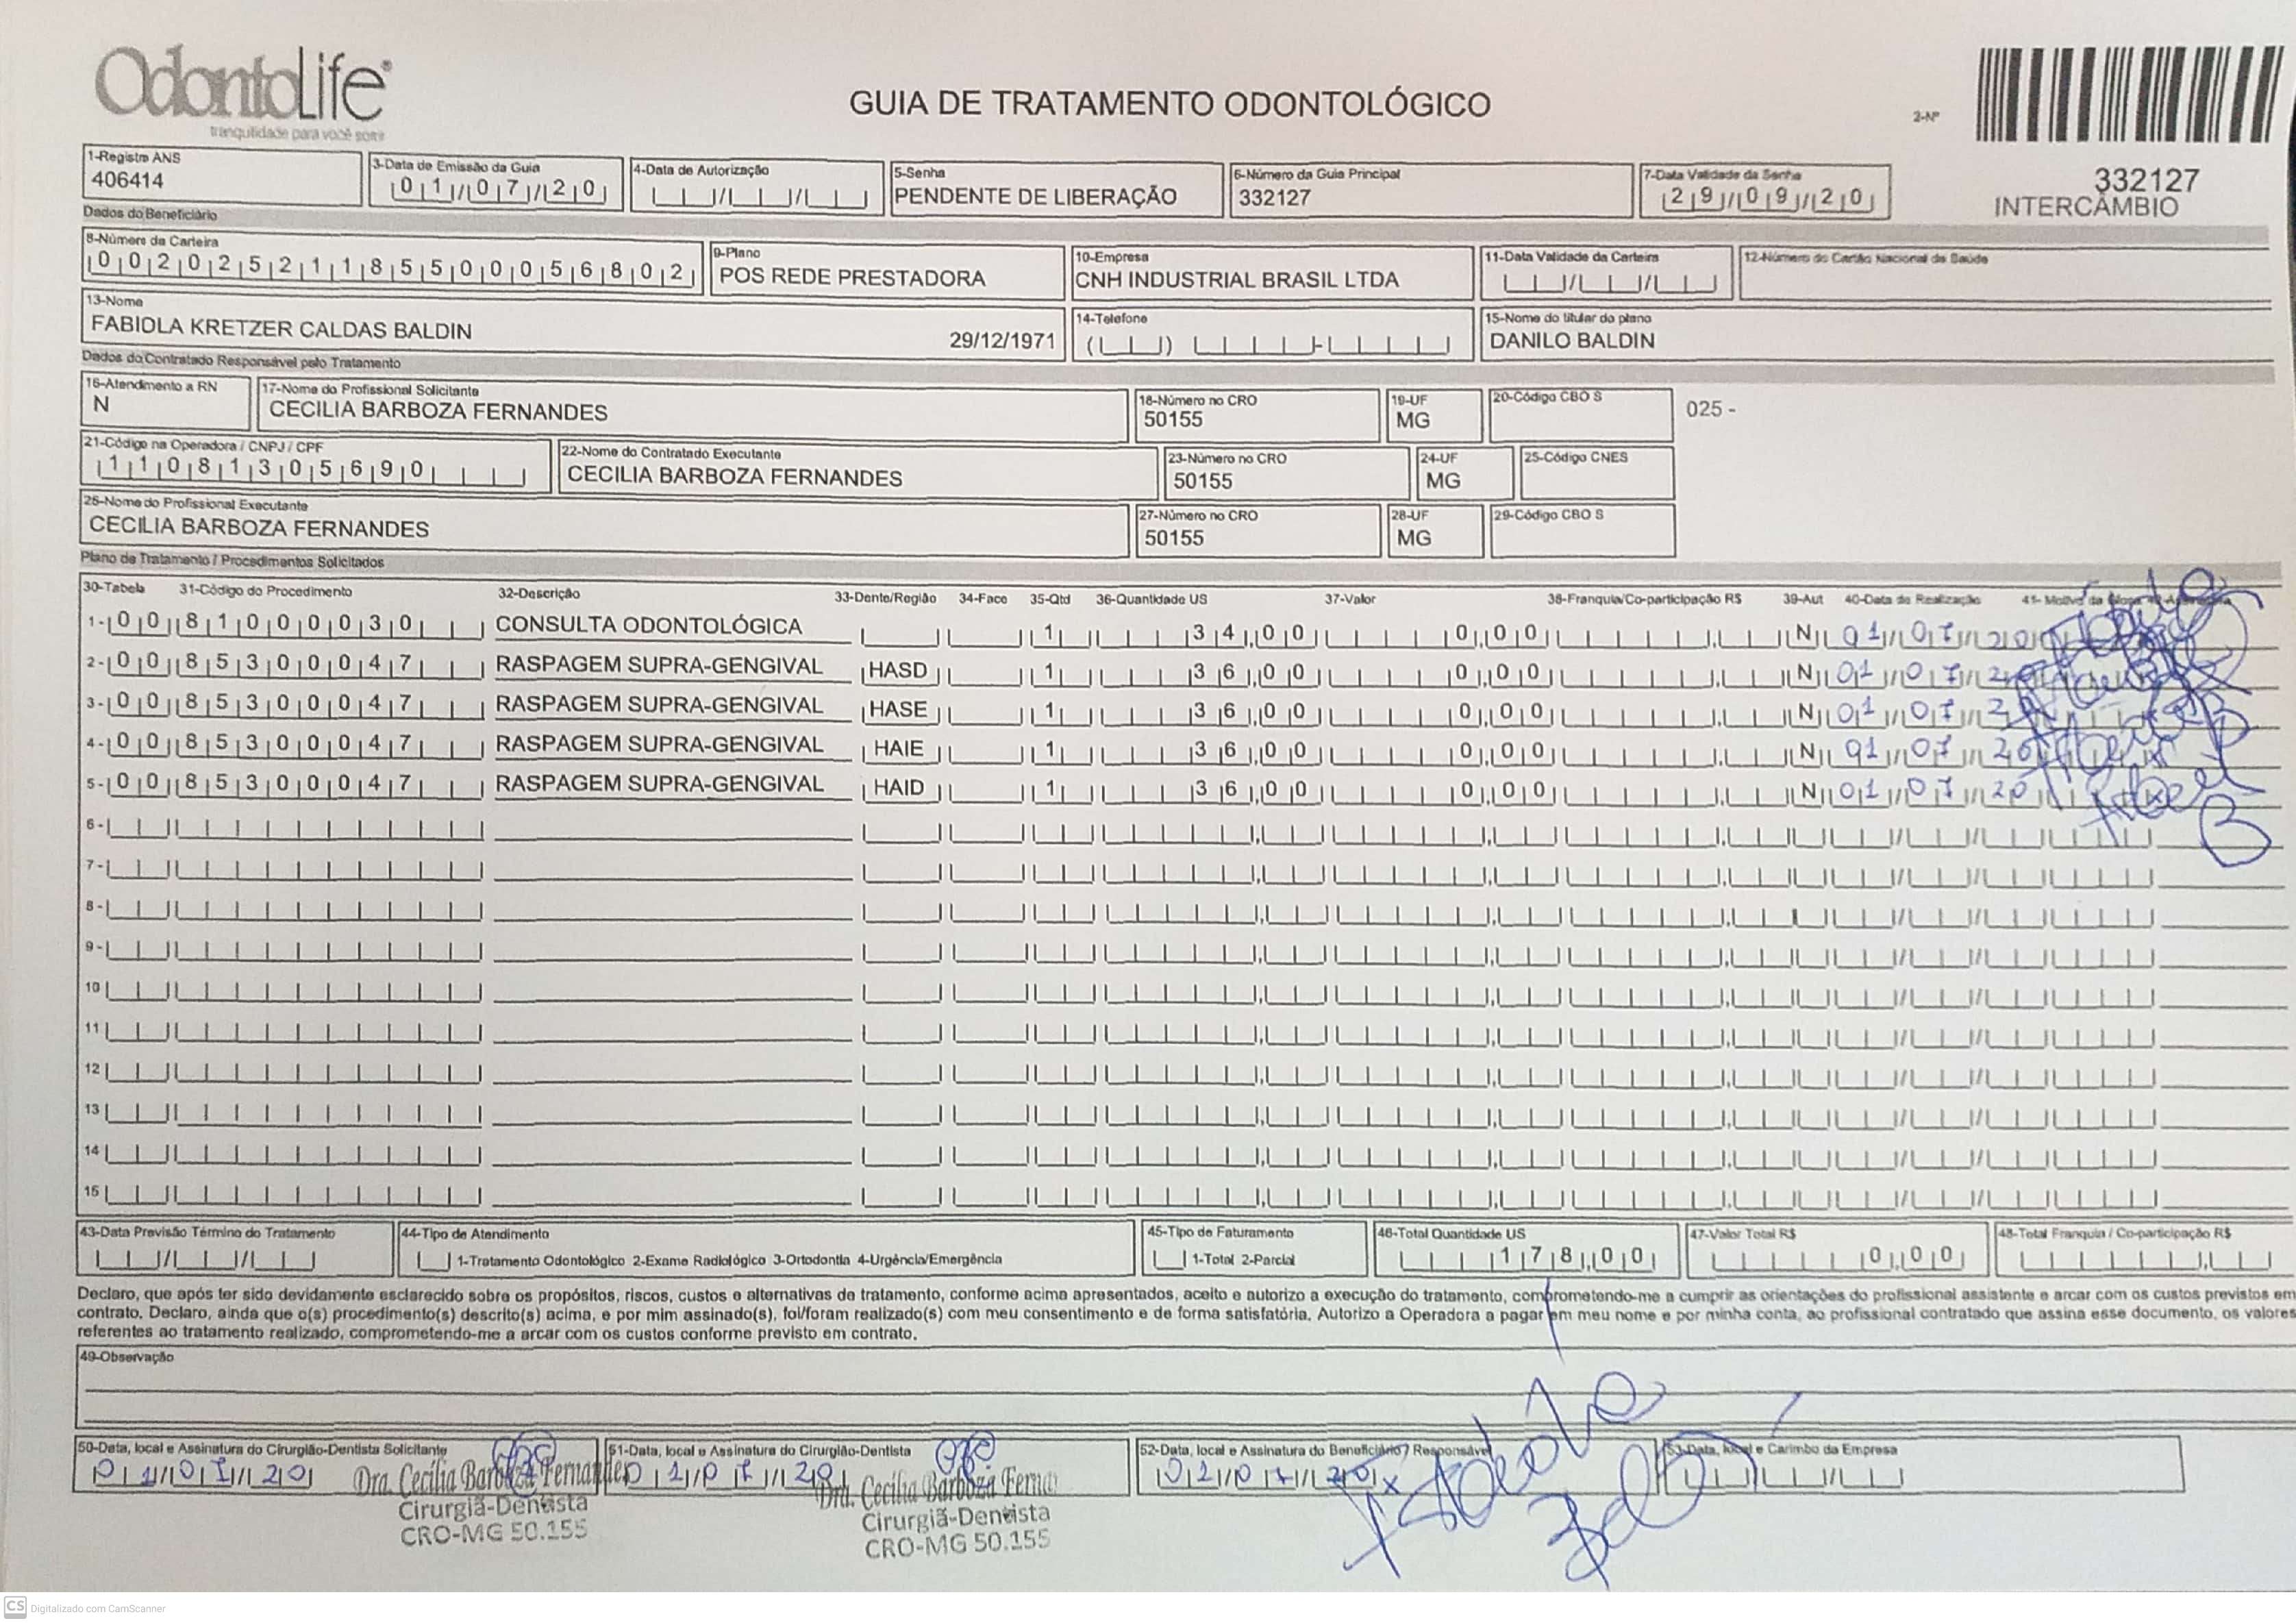 OdontoLife®
tranquilidade para você sorrir
GUIA DE TRATAMENTO ODONTOLÓGICO
2-Nº
332127
INTERCÂMBIO
1-Registro ANS
406414
3-Data de Emissão da Guia
01/07/20
4-Data de Autorização
5-Senha
PENDENTE DE LIBERAÇÃO
6-Número da Guia Principal
332127
7-Data Validade da Senha
29/09/20
Dados do Beneficiário
8-Número da Carteira
00202521185500056802
9-Plano
POS REDE PRESTADORA
10-Empresa
CNH INDUSTRIAL BRASIL LTDA
11-Data Validade da Carteira
12-Número do Cartão Nacional de Saúde
13-Nome
FABIOLA KRETZER CALDAS BALDIN 29/12/1971
14-Telefone
15-Nome do titular do plano
DANILO BALDIN
Dados do Contratado Responsável pelo Tratamento
16-Atendimento a RN
N
17-Nome do Profissional Solicitante
CECILIA BARBOZA FERNANDES
18-Número no CRO
50155
19-UF
MG
20-Código CBO S
025 -
21-Código na Operadora / CNPJ / CPF
11081305690
22-Nome do Contratado Executante
CECILIA BARBOZA FERNANDES
23-Número no CRO
50155
24-UF
MG
25-Código CNES
26-Nome do Profissional Executante
CECILIA BARBOZA FERNANDES
27-Número no CRO
50155
28-UF
MG
29-Código CBO S
Plano de Tratamento / Procedimentos Solicitados
30-Tabela 31-Código do Procedimento 32-Descrição 33-Dente/Região 34-Face 35-Qtd 36-Quantidade US 37-Valor 38-Franquia/Co-participação R$ 39-Aut 40-Data de Realização 41- Motivo da Glosa
1- 00 81000030 CONSULTA ODONTOLÓGICA 1 34,00 0,00 N 01/07/20
2- 00 85300047 RASPAGEM SUPRA-GENGIVAL HASD 1 36,00 0,00 N 01/07/20
3- 00 85300047 RASPAGEM SUPRA-GENGIVAL HASE 1 36,00 0,00 N 01/07/20
4- 00 85300047 RASPAGEM SUPRA-GENGIVAL HAIE 1 36,00 0,00 N 01/07/20
5- 00 85300047 RASPAGEM SUPRA-GENGIVAL HAID 1 36,00 0,00 N 01/07/20
6-
7-
8-
9-
10
11
12
13
14
15
43-Data Previsão Término do Tratamento
44-Tipo de Atendimento
1-Tratamento Odontológico 2-Exame Radiológico 3-Ortodontia 4-Urgência/Emergência
45-Tipo de Faturamento
1-Total 2-Parcial
46-Total Quantidade US
178,00
47-Valor Total R$
0,00
48-Total Franquia / Co-participação R$
Declaro, que após ter sido devidamente esclarecido sobre os propósitos, riscos, custos e alternativas de tratamento, conforme acima apresentados, aceito e autorizo a execução do tratamento, comprometendo-me a cumprir as orientações do profissional assistente e arcar com os custos previstos em
contrato. Declaro, ainda que o(s) procedimento(s) descrito(s) acima, e por mim assinado(s), foi/foram realizado(s) com meu consentimento e de forma satisfatória. Autorizo a Operadora a pagar em meu nome e por minha conta, ao profissional contratado que assina esse documento, os valores
referentes ao tratamento realizado, comprometendo-me a arcar com os custos conforme previsto em contrato.
49-Observação
50-Data, local e Assinatura do Cirurgião-Dentista Solicitante
01/07/20
Dra. Cecília Barboza Fernandes
Cirurgiã-Dentista
CRO-MG 50.155
51-Data, local e Assinatura do Cirurgião-Dentista
01/07/20
Dra. Cecília Barboza Ferna
Cirurgiã-Dentista
CRO-MG 50.155
52-Data, local e Assinatura do Beneficiário / Responsável
01/07/20 x
53-Data, local e Carimbo da Empresa
CS Digitalizado com CamScanner